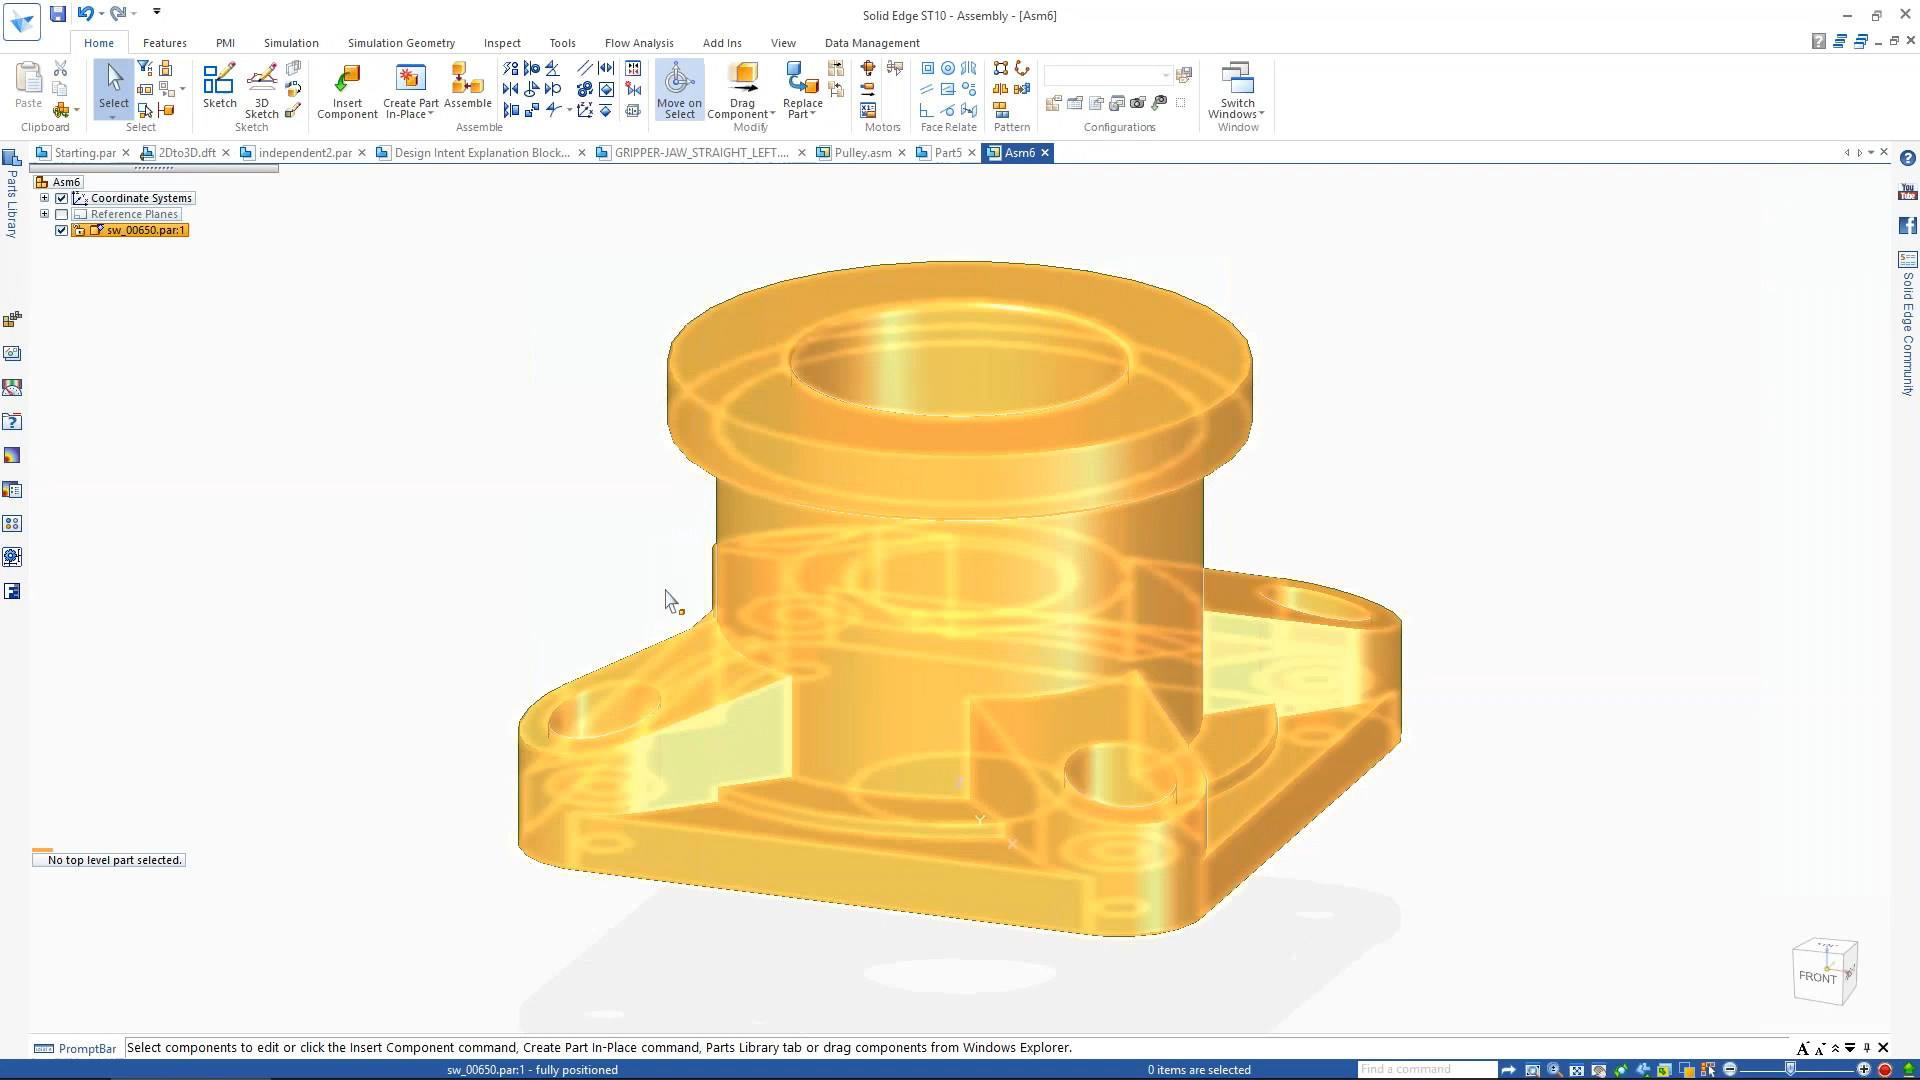 Solid Edge ST10 - Assembly - [Asm6]
Home Features PMI Simulation Simulation Geometry Inspect Tools Flow Analysis Add Ins View Data Management
Paste Select Sketch 3D Sketch Insert Component Create Part In-Place Assemble Move on Select Drag Component Replace Part Switch Windows
Clipboard Select Sketch Assemble Modify Motors Face Relate Pattern Configurations Window
Starting.par 2Dto3D.dft independent2.par Design Intent Explanation Block... GRIPPER-JAW_STRAIGHT_LEFT.... Pulley.asm Part5 Asm6
Parts Library
Asm6
Coordinate Systems
Reference Planes
sw_00650.par:1
You Tube
Solid Edge Community
No top level part selected.
Z
Y
X
FRONT
PromptBar Select components to edit or click the Insert Component command, Create Part In-Place command, Parts Library tab or drag components from Windows Explorer.
sw_00650.par:1 - fully positioned 0 items are selected Find a command